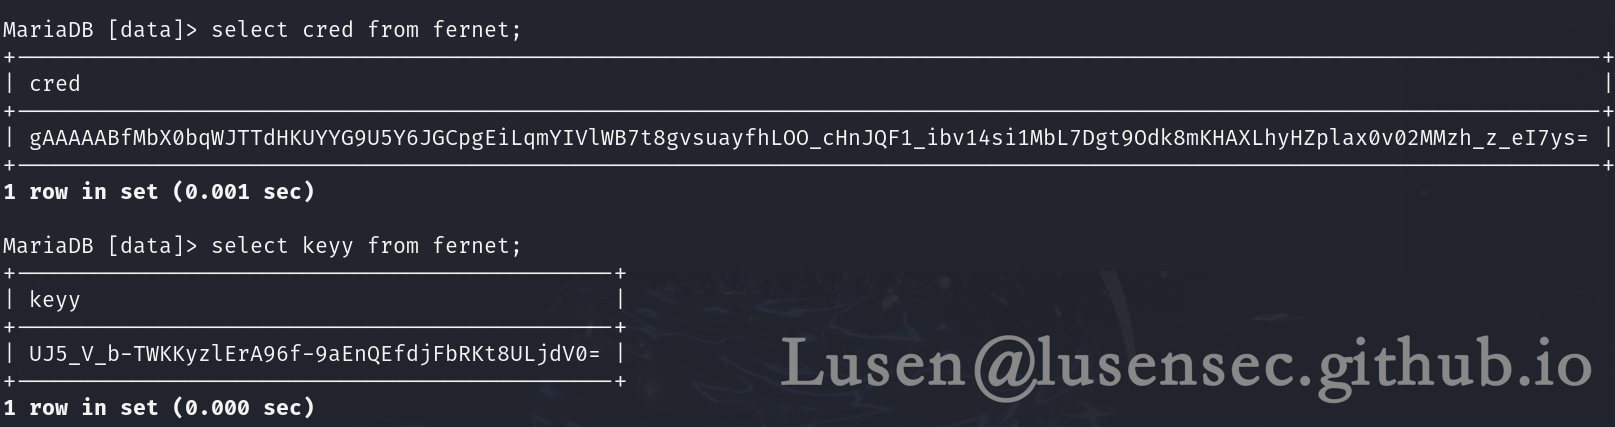 MariaDB [data]> select cred from fernet;
+--------------------------------------------------------------------------------------------------------------------------+
| cred |
+--------------------------------------------------------------------------------------------------------------------------+
| gAAAAABfMbX0bqWJTTdHKUYYG9U5Y6JGCpgEiLqmYIVlWB7t8gvsuayfhLOO_cHnJQF1_ibv14si1MbL7Dgt9Odk8mKHAXLhyHZplax0v02MMzh_z_eI7ys= |
+--------------------------------------------------------------------------------------------------------------------------+
1 row in set (0.001 sec)
MariaDB [data]> select keyy from fernet;
+----------------------------------------------+
| keyy |
+----------------------------------------------+
| UJ5_V_b-TWKKyzlErA96f-9aEnQEfdjFbRKt8ULjdV0= |
+----------------------------------------------+
1 row in set (0.000 sec)
Lusen@lusensec.github.io